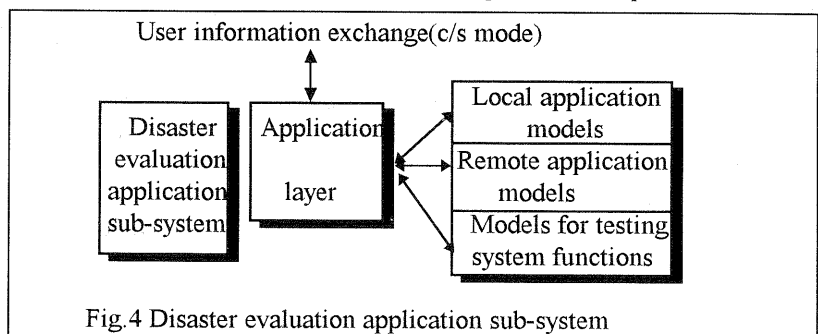 User information exchange(c/s mode)
Disaster
evaluation
application
sub-system
Application
layer
Local application
models
Remote application
models
Models for testing
system functions
Fig.4 Disaster evaluation application sub-system